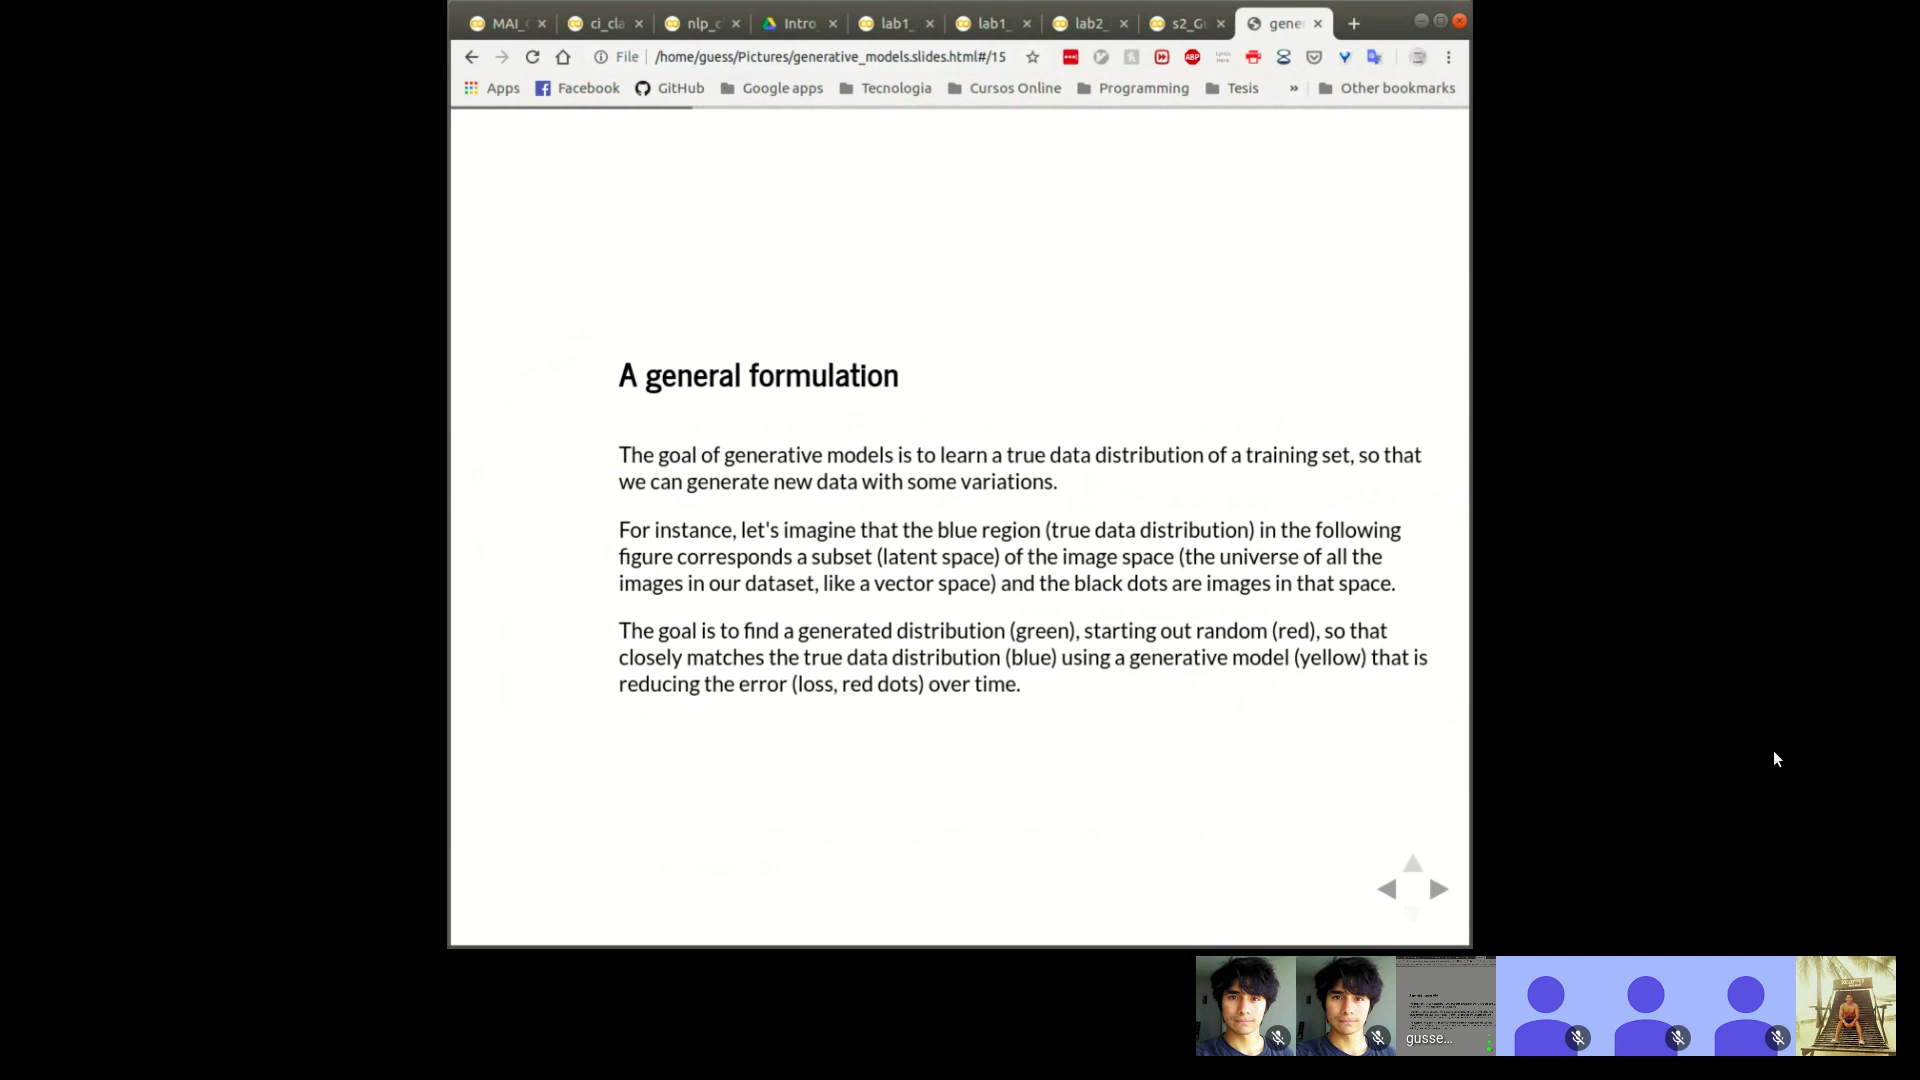 MAI_
ci_cla
nlp_c
Intro
lab1_
lab1_
lab2_
s2_G
gene
File
/home/guess/Pictures/generative_models.slides.html#/15
ABP
Apps
Facebook
GitHub
Google apps
Tecnologia
Cursos Online
Programming
Tesis
»
Other bookmarks
A general formulation
The goal of generative models is to learn a true data distribution of a training set, so that
we can generate new data with some variations.
For instance, let's imagine that the blue region (true data distribution) in the following
figure corresponds a subset (latent space) of the image space (the universe of all the
images in our dataset, like a vector space) and the black dots are images in that space.
The goal is to find a generated distribution (green), starting out random (red), so that
closely matches the true data distribution (blue) using a generative model (yellow) that is
reducing the error (loss, red dots) over time.
gusse...